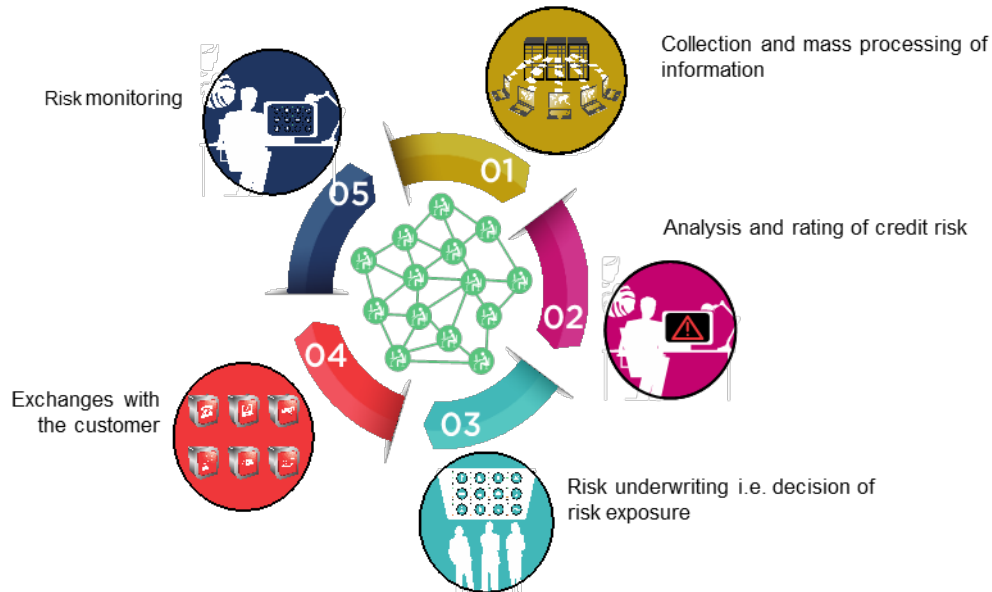 Collection and mass processing of
information
01
Analysis and rating of credit risk
02
Risk underwriting i.e. decision of
risk exposure
03
Exchanges with
the customer
04
Risk monitoring
05